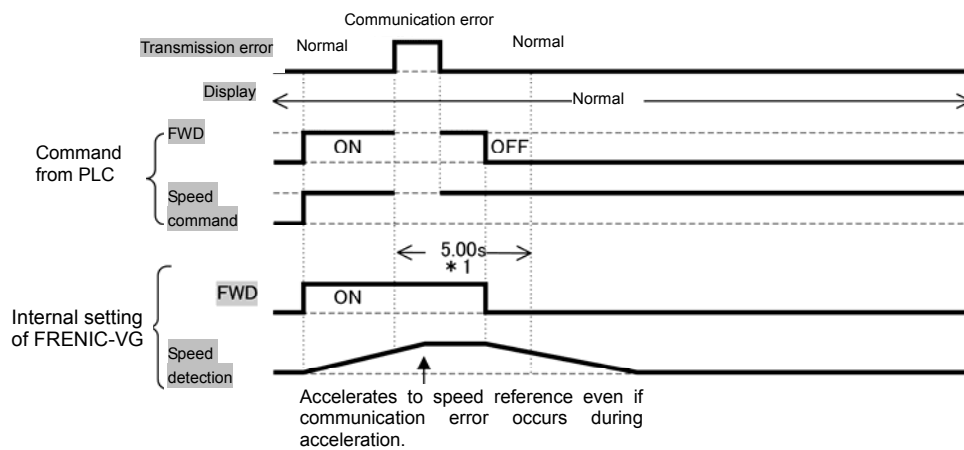 Communication error
Transmission error
Normal
Normal
Display
Normal
Command
from PLC
FWD
ON
OFF
Speed
command
5.00s
*1
Internal setting
of FRENIC-VG
FWD
ON
Speed
detection
Accelerates to speed reference even if
communication error occurs during
acceleration.